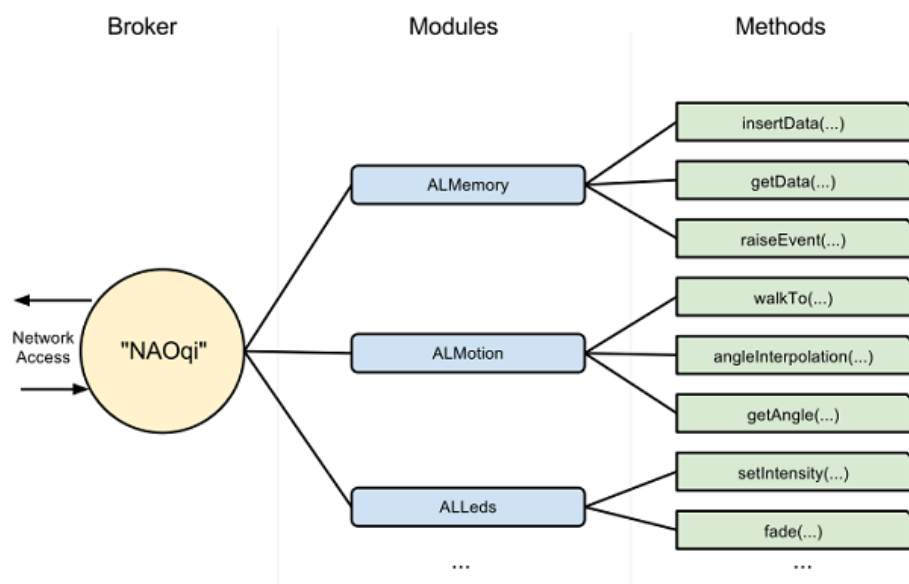 Broker
Modules
Methods
insertData(...)
ALMemory
getData(...)
raiseEvent(...)
walkTo(...)
Network
Access
"NAOqi"
ALMotion
angleInterpolation(...)
getAngle(...)
setIntensity(...)
ALLeds
fade(...)
...
...